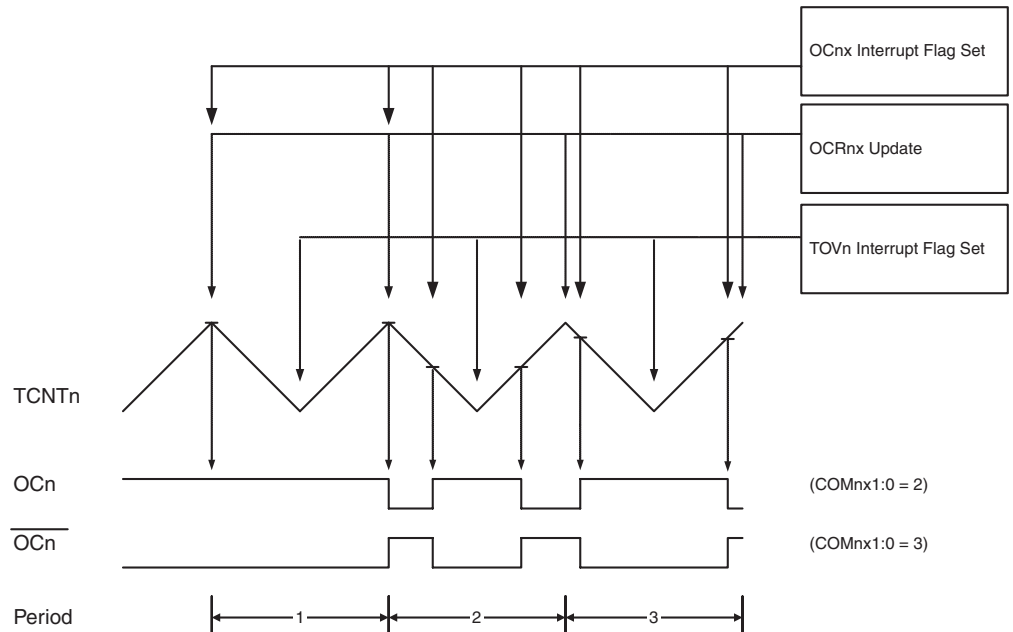 OCnx Interrupt Flag Set
OCRnx Update
TOVn Interrupt Flag Set
TCNTn
OCn (COMnx1:0 = 2)
OCn (COMnx1:0 = 3)
Period 1 2 3